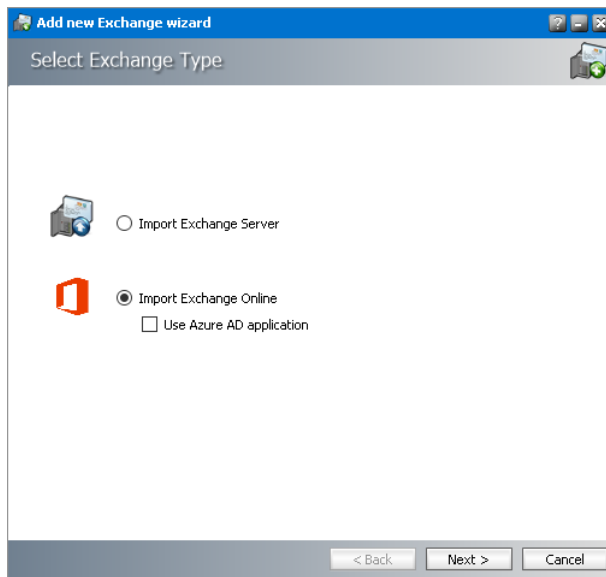 Add new Exchange wizard
Select Exchange Type
Import Exchange Server
Import Exchange Online
Use Azure AD application
< Back Next > Cancel